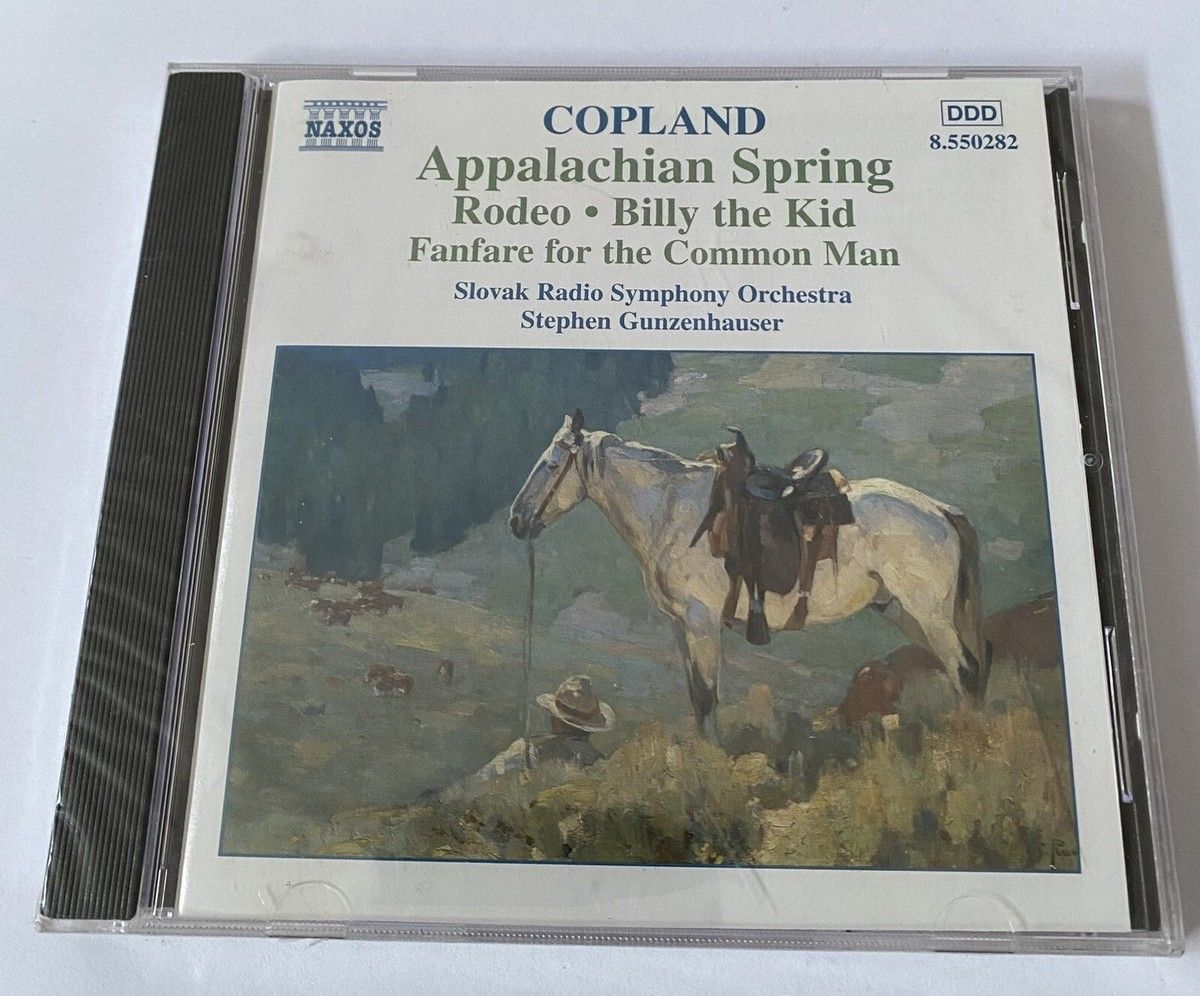 NAXOS
COPLAND
DDD
8.550282
Appalachian Spring
Rodeo • Billy the Kid
Fanfare for the Common Man
Slovak Radio Symphony Orchestra
Stephen Gunzenhauser